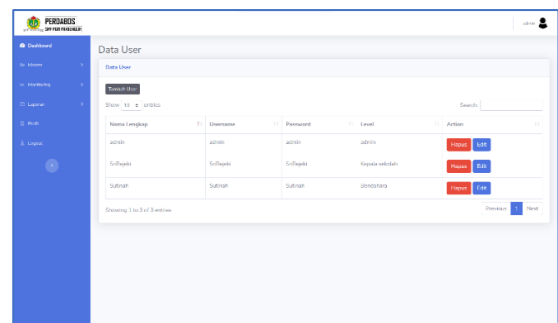 PERDABOS
SMP PGRI
admin
Dashboard
Data User
Data User
Tambah User
Show 10 entries
Search:
Nama Lengkap Username Password Level Action
admin admin admin admin Hapus Edit
SriRejeki SriRejeki SriRejeki Kepala sekolah Hapus Edit
Sutinah Sutinah Sutinah Bendahara Hapus Edit
Showing 1 to 3 of 3 entries
Previous 1 Next
Monitoring
Laporan
Profil
Logout